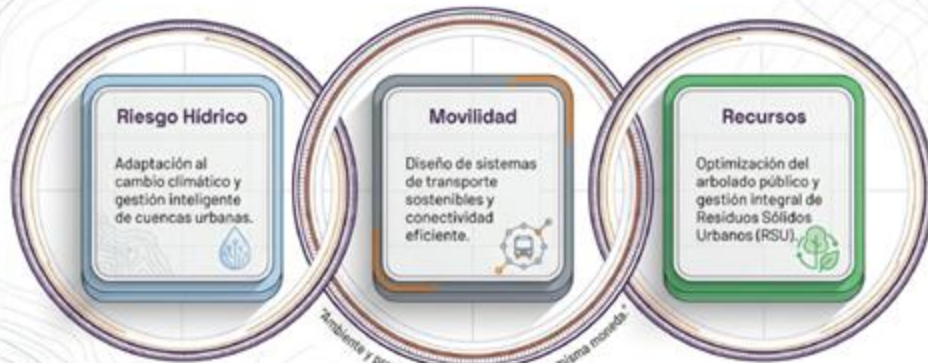 Riesgo Hídrico
Adaptación al
cambio climático y
gestión inteligente
de cuencas urbanas.
Movilidad
Diseño de sistemas
de transporte
sostenibles y
conectividad
eficiente.
Recursos
Optimización del
arbolado público y
gestión integral de
Residuos Sólidos
Urbanos (RSU).
"Ambiente y misma moneda."